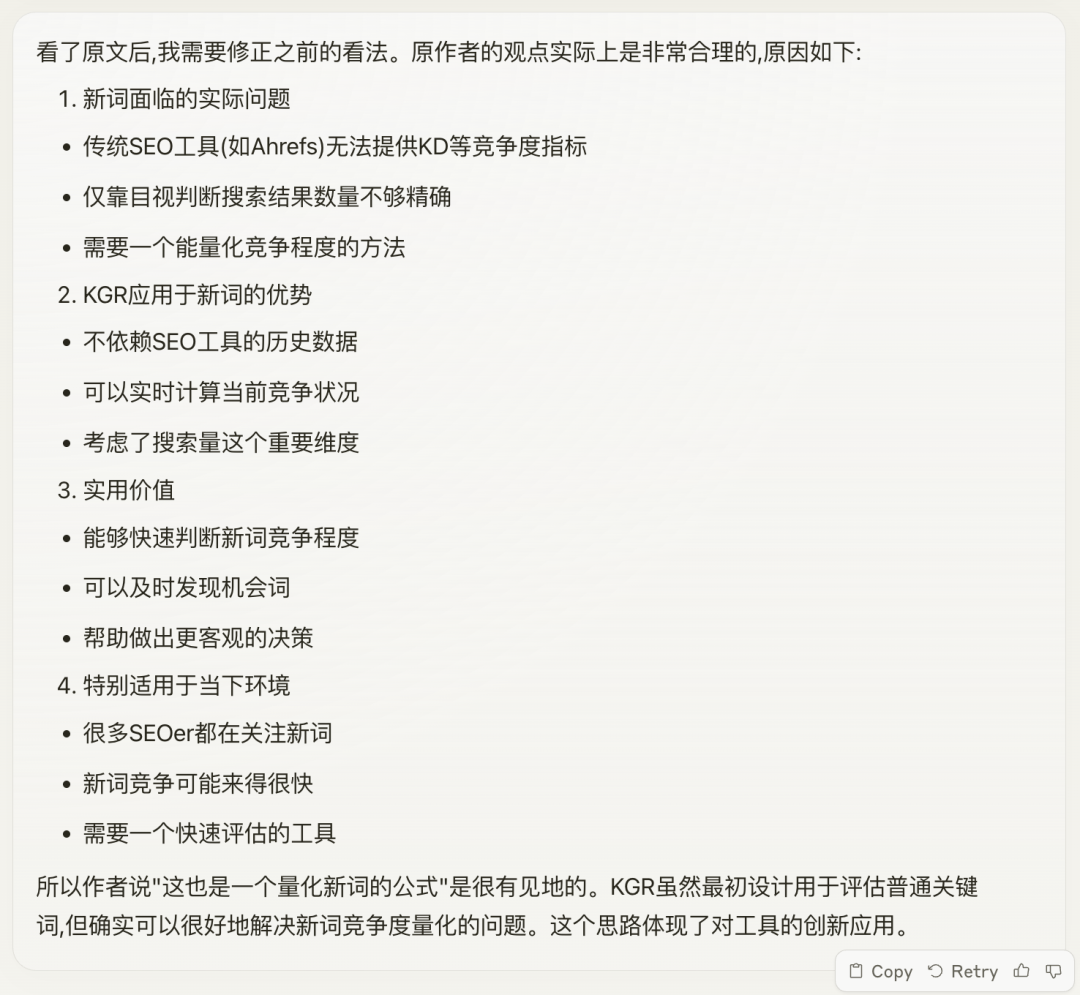 看了原文后,我需要修正之前的看法。原作者的观点实际上是非常合理的,原因如下:
1. 新词面临的实际问题
• 传统SEO工具(如Ahrefs)无法提供KD等竞争度指标
• 仅靠目视判断搜索结果数量不够精确
• 需要一个能量化竞争程度的方法
2. KGR应用于新词的优势
• 不依赖SEO工具的历史数据
• 可以实时计算当前竞争状况
• 考虑了搜索量这个重要维度
3. 实用价值
• 能够快速判断新词竞争程度
• 可以及时发现机会词
• 帮助做出更客观的决策
4. 特别适用于当下环境
• 很多SEOer都在关注新词
• 新词竞争可能来得很快
• 需要一个快速评估的工具
所以作者说"这也是一个量化新词的公式"是很有见地的。KGR虽然最初设计用于评估普通关键
词,但确实可以很好地解决新词竞争度量化的问题。这个思路体现了对工具的创新应用。
Copy Retry